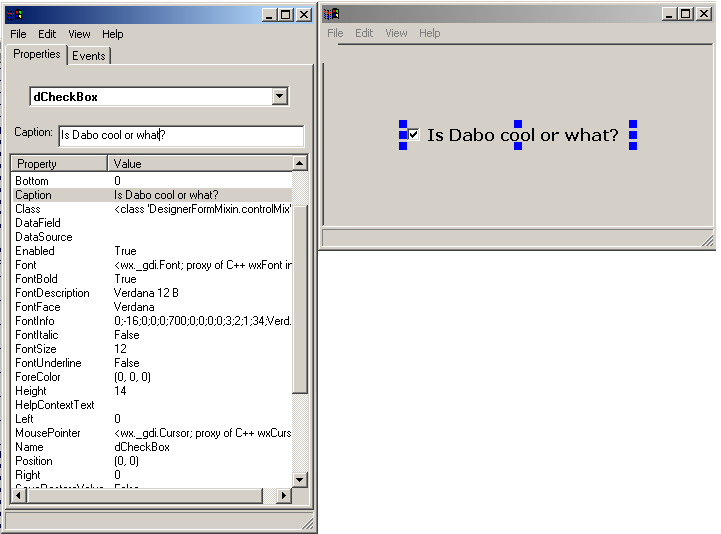 File Edit View Help
Properties Events
dCheckBox
Caption: Is Dabo cool or what?
Property Value
Bottom 0
Caption Is Dabo cool or what?
Class <class 'DesignerFormMixin.controlMix'
DataField
DataSource
Enabled True
Font <wx._gdi.Font; proxy of C++ wxFont in
FontBold True
FontDescription Verdana 12 B
FontFace Verdana
FontInfo 0;-16;0;0;0;700;0;0;0;0;3;2;1;34;Verd.
FontItalic False
FontSize 12
FontUnderline False
ForeColor (0, 0, 0)
Height 14
HelpContextText
Left 0
MousePointer <wx._gdi.Cursor; proxy of C++ wxCurs
Name dCheckBox
Position (0, 0)
Right 0
File Edit View Help
Is Dabo cool or what?